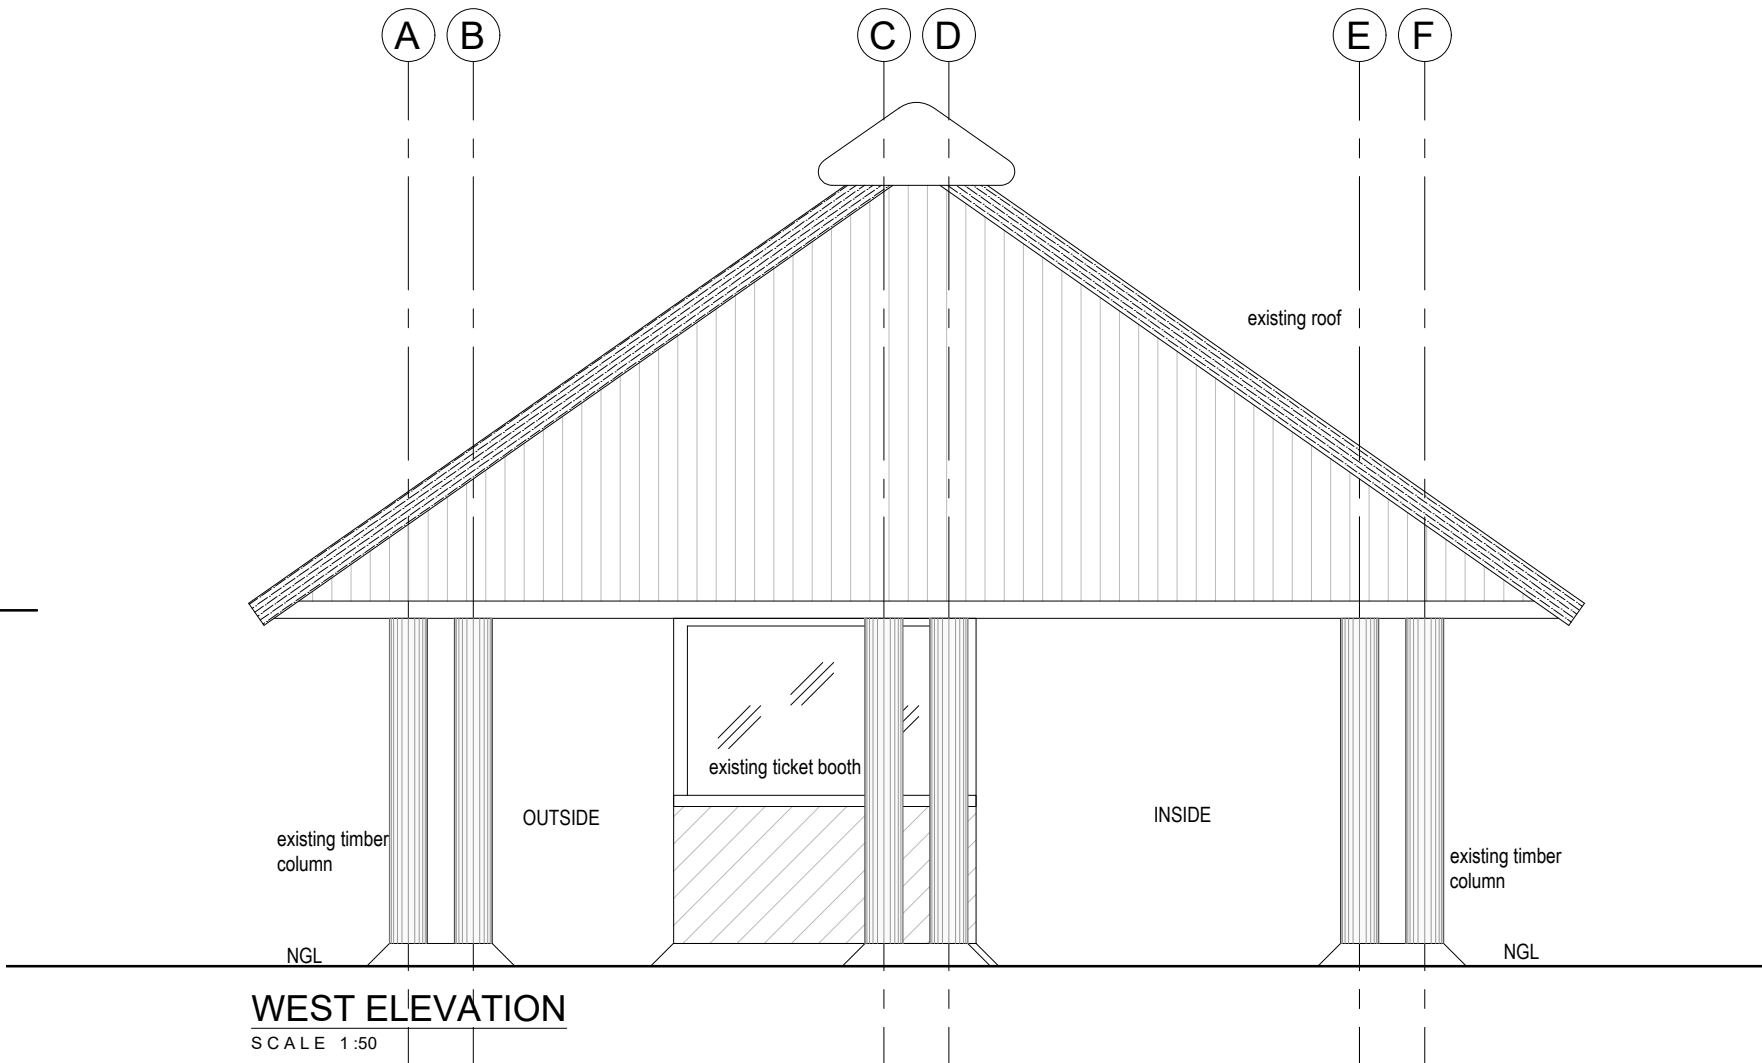 A B C D E F
existing roof
existing ticket booth
OUTSIDE
INSIDE
existing timber
column
existing timber
column
NGL
NGL
WEST ELEVATION
SCALE 1:50